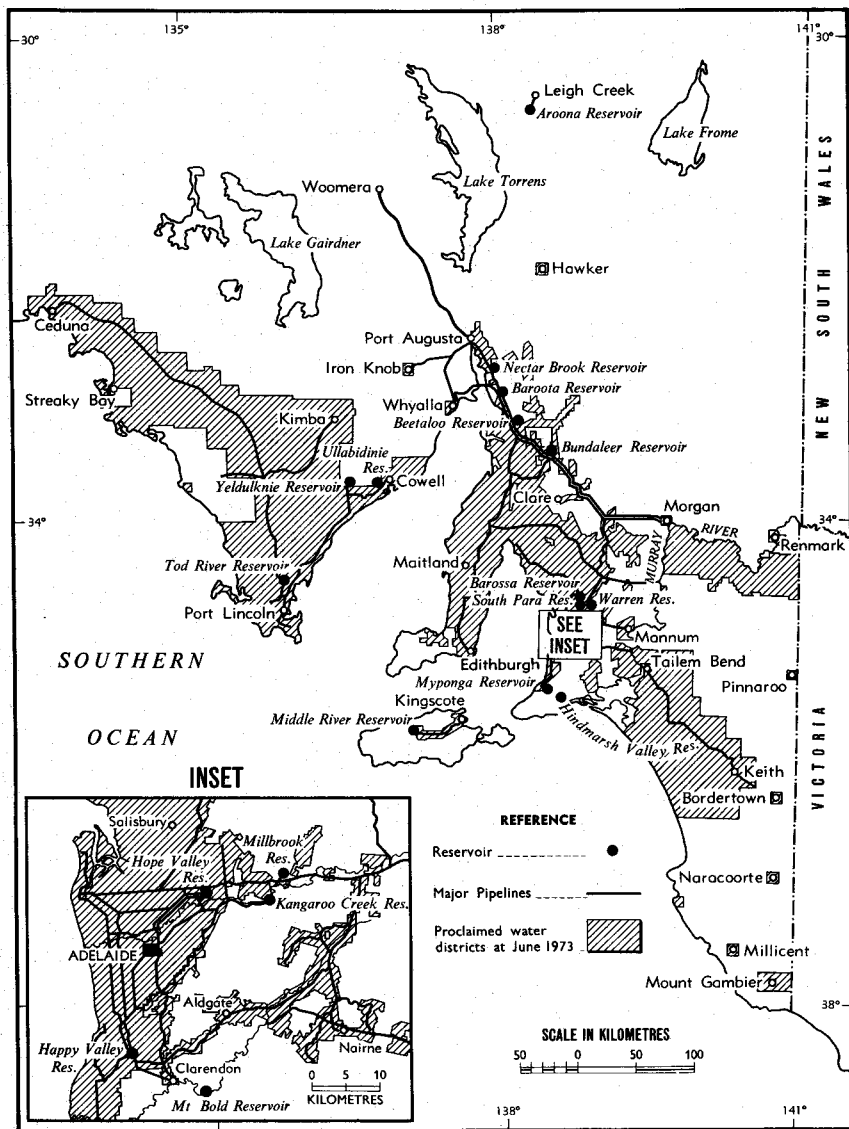 135°
138°
141°
30°
30°
Leigh Creek
Aroona Reservoir
Lake Frome
Lake Torrens
Woomera
Lake Gairdner
Hawker
NEW SOUTH WALES
Ceduna
Port Augusta
Iron Knob
Nectar Brook Reservoir
Baroota Reservoir
Streaky Bay
Whyalla
Beetaloo Reservoir
Kimba
Bundaleer Reservoir
Ullabidinie
Res.
Yeldulknie Reservoir
Cowell
Clare
Morgan
34°
34°
RIVER
MURRAY
Renmark
Tod River Reservoir
Maitland
Barossa Reservoir
South Para Res.
Warren Res.
Port Lincoln
SEE
INSET
Mannum
SOUTHERN
OCEAN
Edithburgh
Tailem Bend
Myponga Reservoir
Pinnaroo
Kingscote
Middle River Reservoir
Hindmarsh Valley Res.
VICTORIA
Keith
Bordertown
INSET
Salisbury
Hope Valley
Res.
Millbrook
Res.
Kangaroo Creek Res.
ADELAIDE
Aldgate
Happy Valley
Res.
Nairne
Clarendon
0 5 10
KILOMETRES
Mt Bold Reservoir
REFERENCE
Reservoir
Major Pipelines
Proclaimed water
districts at June 1973
Naracoorte
Millicent
Mount Gambier
38°
SCALE IN KILOMETRES
50 0 50 100
138°
141°